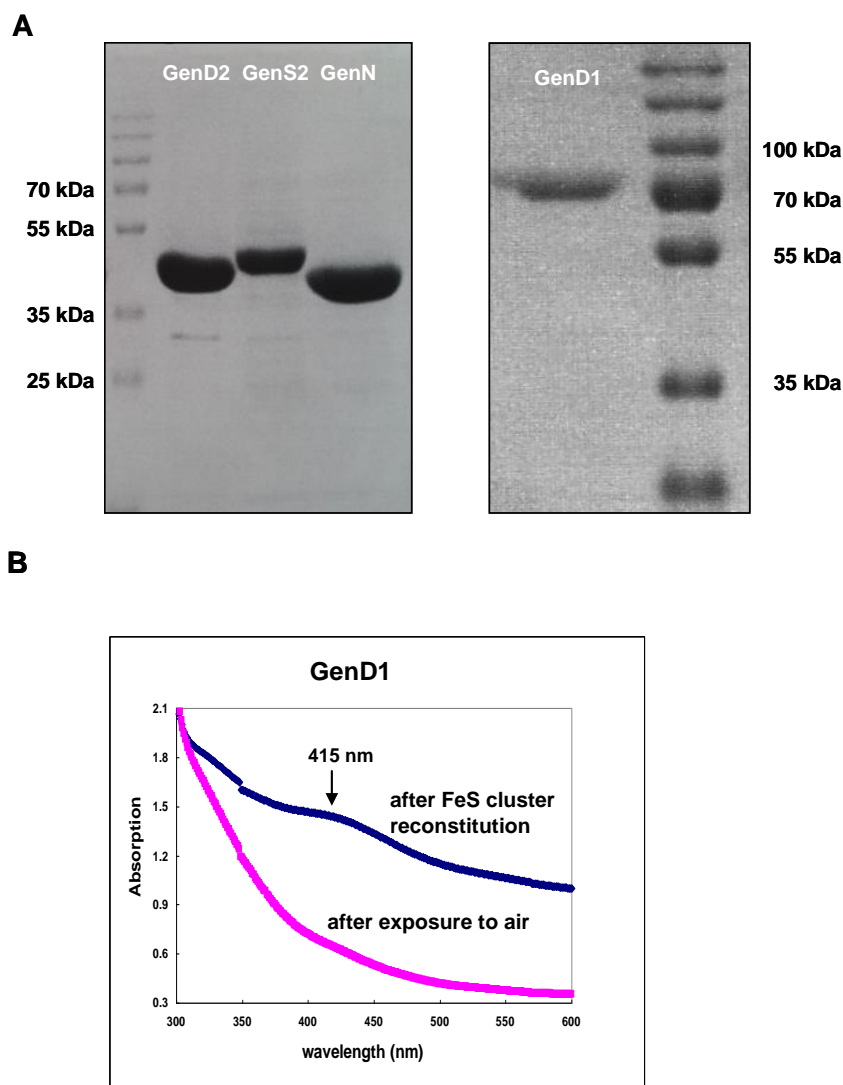 A
GenD2 GenS2 GenN
70 kDa
55 kDa
35 kDa
25 kDa
GenD1
100 kDa
70 kDa
55 kDa
35 kDa
B
GenD1
2.1
1.8
1.5
1.2
0.9
0.6
0.3
Absorption
415 nm
after FeS cluster
reconstitution
after exposure to air
300 350 400 450 500 550 600
wavelength (nm)